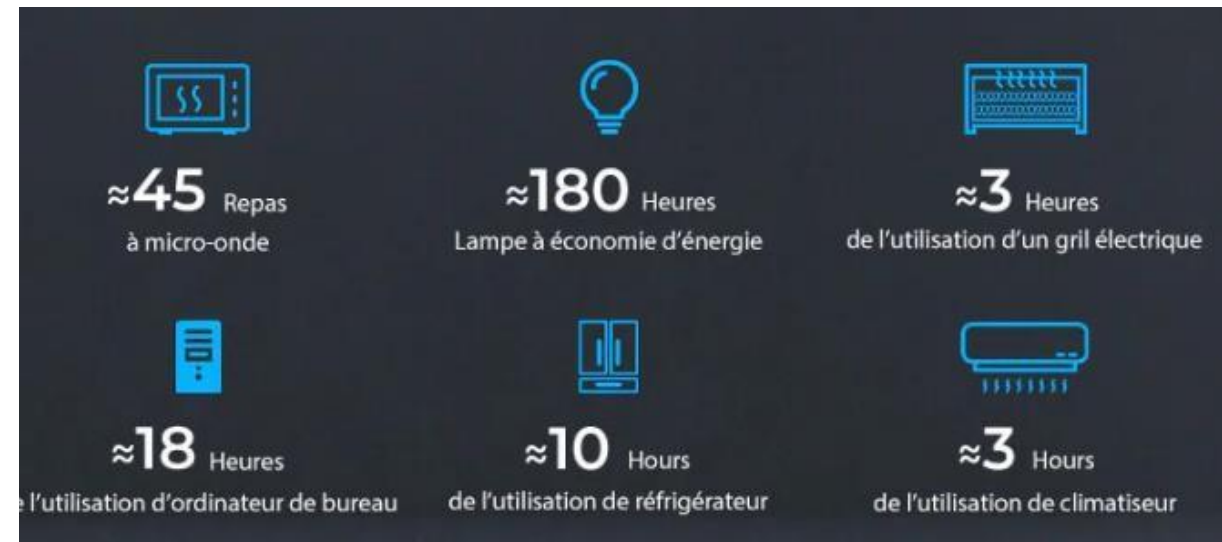 ≈45 Repas
à micro-onde
≈180 Heures
Lampe à économie d'énergie
≈3 Heures
de l'utilisation d'un gril électrique
≈18 Heures
l'utilisation d'ordinateur de bureau
≈10 Hours
de l'utilisation de réfrigérateur
≈3 Hours
de l'utilisation de climatiseur